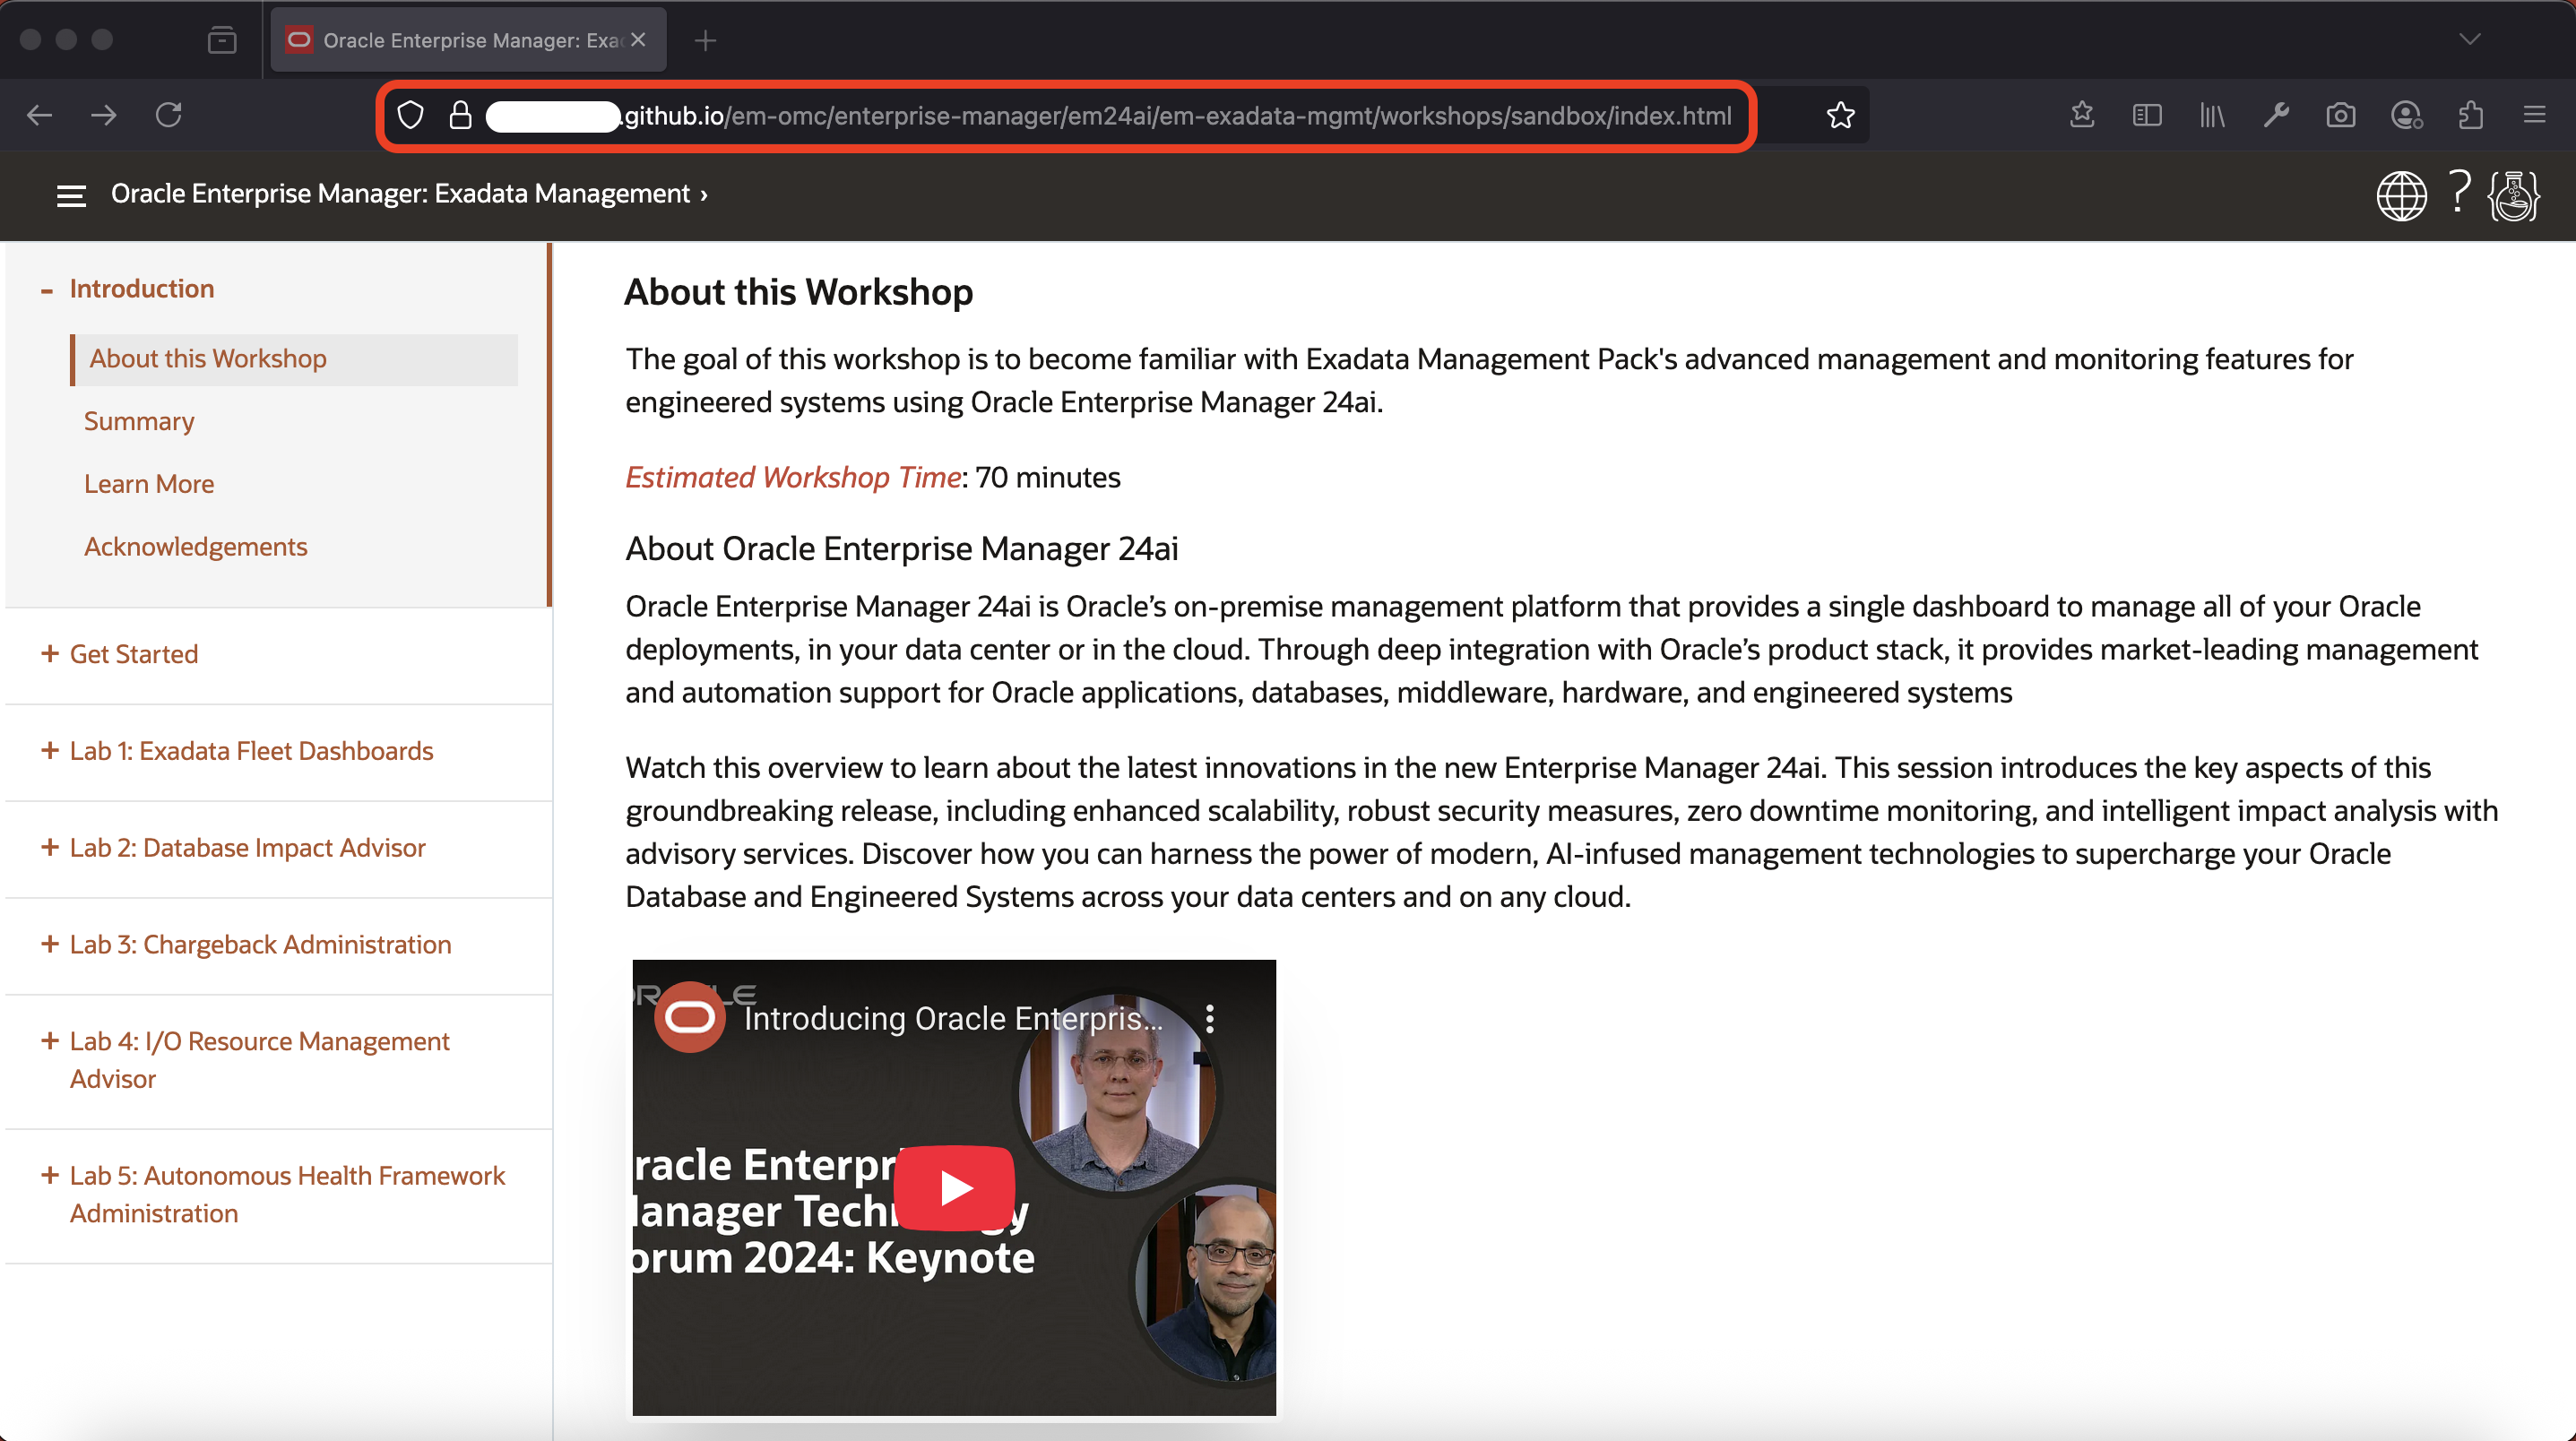 Oracle Enterprise Manager: Exa
.github.io/em-omc/enterprise-manager/em24ai/em-exadata-mgmt/workshops/sandbox/index.html
Oracle Enterprise Manager: Exadata Management ›
?
- Introduction
About this Workshop
Summary
Learn More
Acknowledgements
+ Get Started
+ Lab 1: Exadata Fleet Dashboards
+ Lab 2: Database Impact Advisor
+ Lab 3: Chargeback Administration
+ Lab 4: I/O Resource Management
Advisor
+ Lab 5: Autonomous Health Framework
Administration
About this Workshop
The goal of this workshop is to become familiar with Exadata Management Pack's advanced management and monitoring features for
engineered systems using Oracle Enterprise Manager 24ai.
Estimated Workshop Time: 70 minutes
About Oracle Enterprise Manager 24ai
Oracle Enterprise Manager 24ai is Oracle’s on-premise management platform that provides a single dashboard to manage all of your Oracle
deployments, in your data center or in the cloud. Through deep integration with Oracle’s product stack, it provides market-leading management
and automation support for Oracle applications, databases, middleware, hardware, and engineered systems
Watch this overview to learn about the latest innovations in the new Enterprise Manager 24ai. This session introduces the key aspects of this
groundbreaking release, including enhanced scalability, robust security measures, zero downtime monitoring, and intelligent impact analysis with
advisory services. Discover how you can harness the power of modern, AI-infused management technologies to supercharge your Oracle
Database and Engineered Systems across your data centers and on any cloud.
Introducing Oracle Enterpris...
racle Enterpr
anager Tech y
orum 2024: Keynote